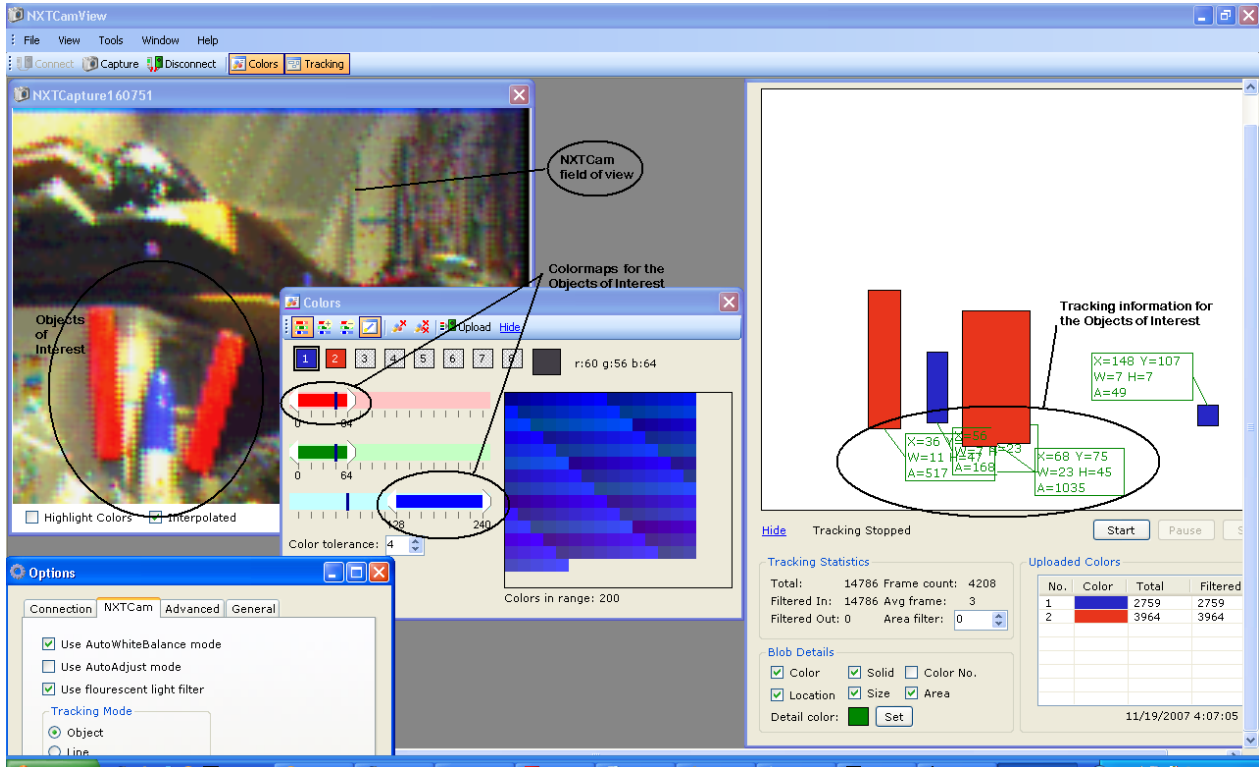 NXTCamView
File View Tools Window Help
Connect Capture Disconnect Colors Tracking
NXTCapture160751
NXTCam
field of view
Colormaps for the
Objects of Interest
Objects
of
Interest
Highlight Colors Interpolated
Colors
Upload Hide
1 2 3 4 5 6 7 8 r:60 g:56 b:64
0
0 64
128 240
Color tolerance: 4
Colors in range: 200
Tracking information for
the Objects of Interest
X=148 Y=107
W=7 H=7
A=49
X=36
W=11 H=47
A=517
X=56
W=7 H=23
A=168
X=68 Y=75
W=23 H=45
A=1035
Hide Tracking Stopped Start Pause
Tracking Statistics
Total: 14786 Frame count: 4208
Filtered In: 14786 Avg frame: 3
Filtered Out: 0 Area filter: 0
Uploaded Colors
No. Color Total Filtered
1 2759 2759
2 3964 3964
Blob Details
Color Solid Color No.
Location Size Area
Detail color: Set
11/19/2007 4:07:05
Options
Connection NXTCam Advanced General
Use AutoWhiteBalance mode
Use AutoAdjust mode
Use flourescent light filter
Tracking Mode
Object
Line